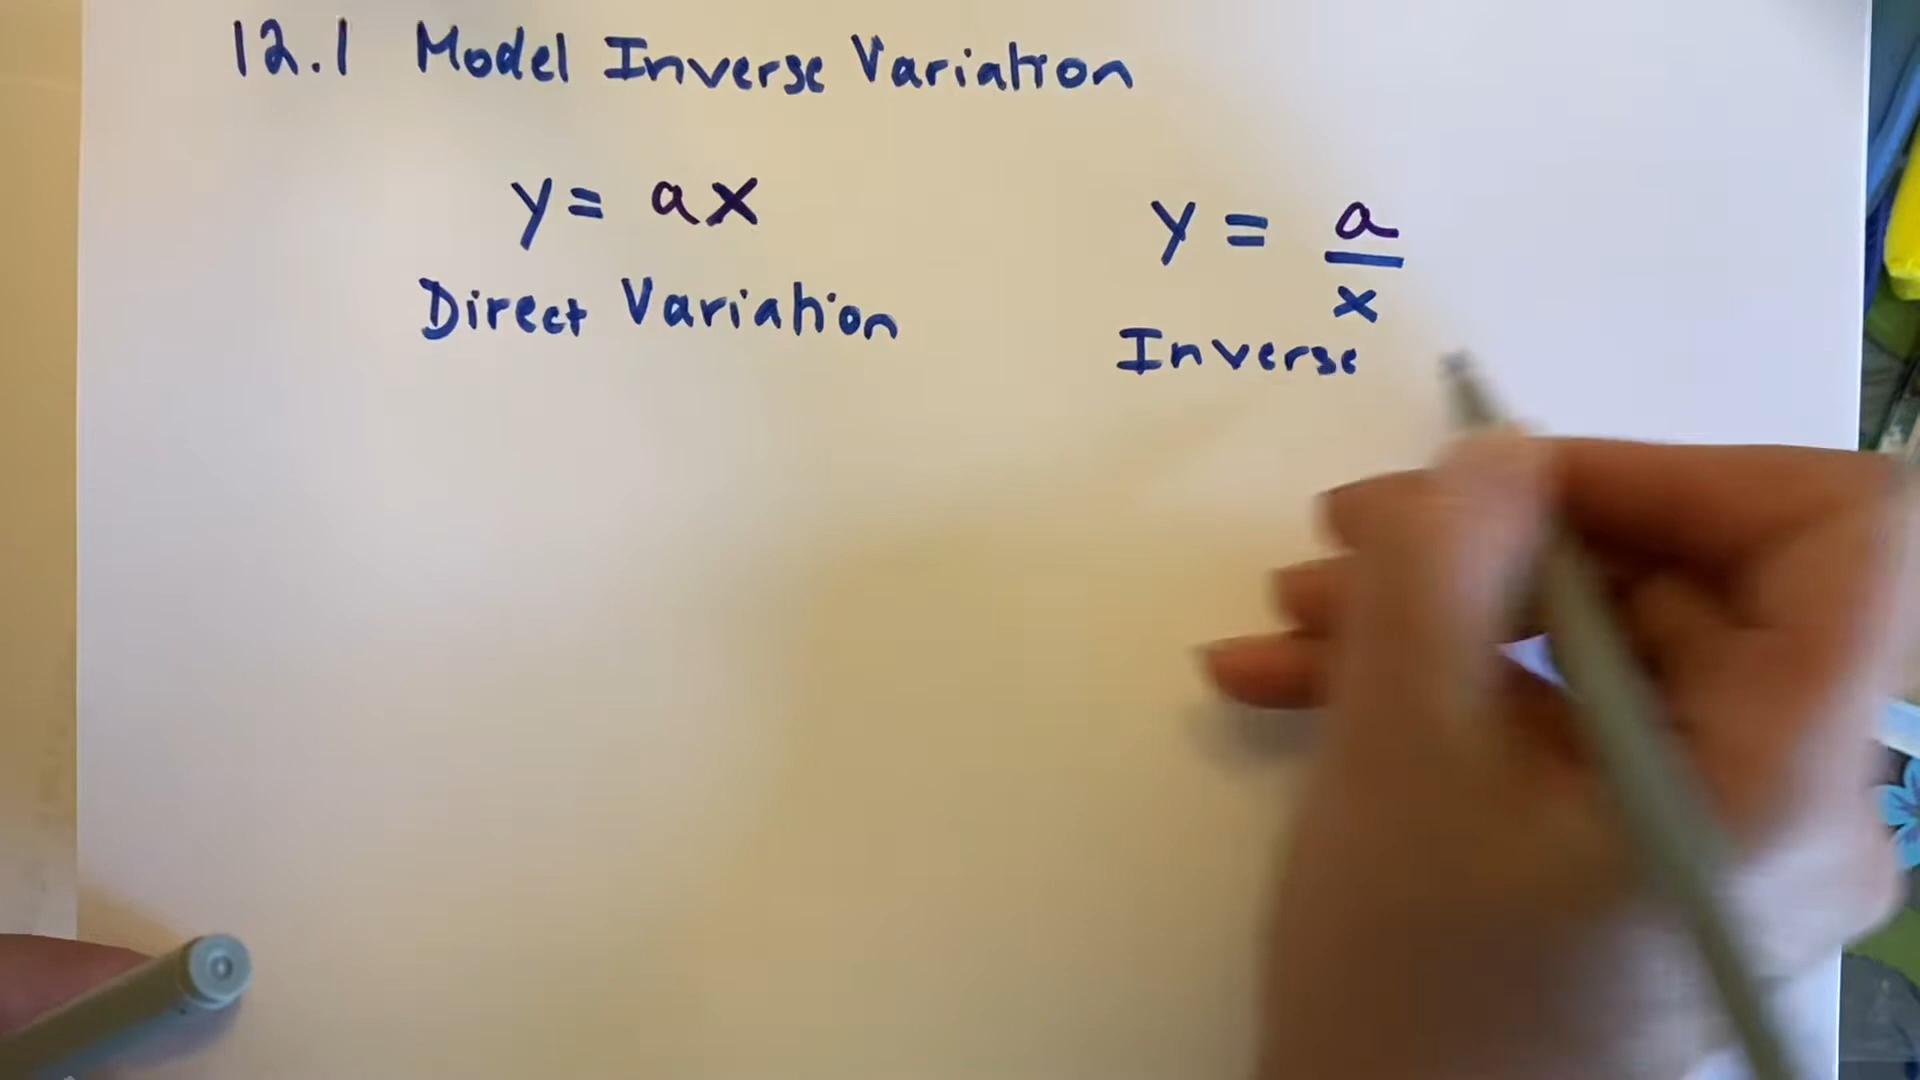 12.1 Model Inverse Variation
y = ax
Direct Variation
y = a/x
Inverse